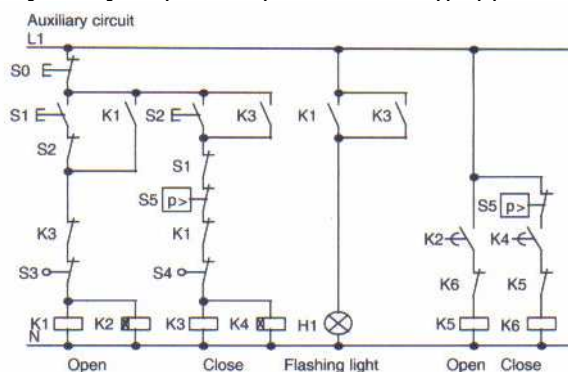 Auxiliary circuit
L1
S0
S1 K1 S2 K3 K1 K3
S2
S1
S5 p> S5 p>
K3 K1 K2 K4
S3 S4 K6 K5
K1 K2 K3 K4 H1 K5 K6
N
Open Close Flashing light Open Close